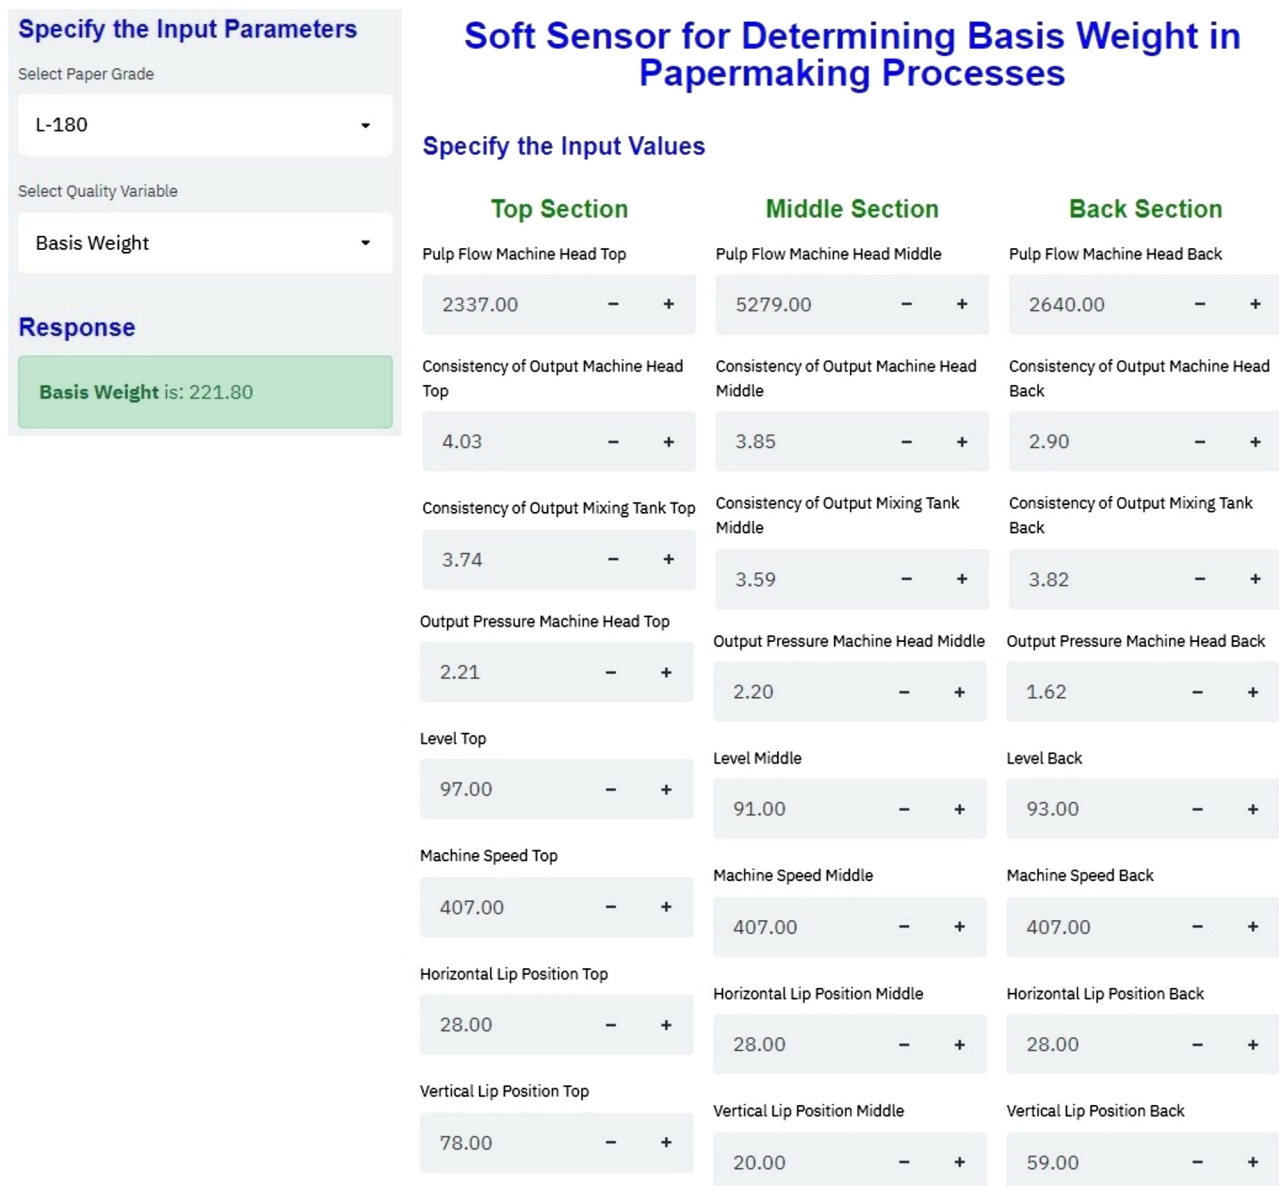 Specify the Input Parameters
Select Paper Grade
L-180
Select Quality Variable
Basis Weight
Response
Basis Weight is: 221.80
Soft Sensor for Determining Basis Weight in
Papermaking Processes
Specify the Input Values
Top Section
Pulp Flow Machine Head Top
2337.00 − +
Consistency of Output Machine Head
Top
4.03 − +
Consistency of Output Mixing Tank Top
3.74 − +
Output Pressure Machine Head Top
2.21 − +
Level Top
97.00 − +
Machine Speed Top
407.00 − +
Horizontal Lip Position Top
28.00 − +
Vertical Lip Position Top
78.00 − +
Middle Section
Pulp Flow Machine Head Middle
5279.00 − +
Consistency of Output Machine Head
Middle
3.85 − +
Consistency of Output Mixing Tank
Middle
3.59 − +
Output Pressure Machine Head Middle
2.20 − +
Level Middle
91.00 − +
Machine Speed Middle
407.00 − +
Horizontal Lip Position Middle
28.00 − +
Vertical Lip Position Middle
20.00 − +
Back Section
Pulp Flow Machine Head Back
2640.00 − +
Consistency of Output Machine Head
Back
2.90 − +
Consistency of Output Mixing Tank
Back
3.82 − +
Output Pressure Machine Head Back
1.62 − +
Level Back
93.00 − +
Machine Speed Back
407.00 − +
Horizontal Lip Position Back
28.00 − +
Vertical Lip Position Back
59.00 − +